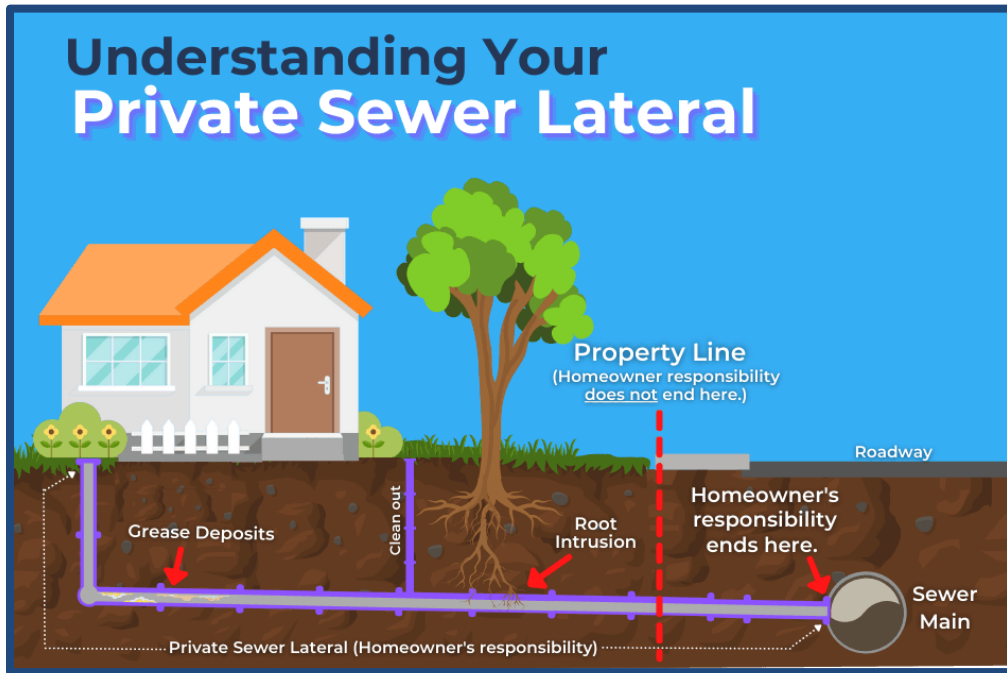 Understanding Your
Private Sewer Lateral
Property Line
(Homeowner responsibility
does not end here.)
Roadway
Homeowner's
responsibility
ends here.
Grease Deposits
Clean out
Root
Intrusion
Sewer
Main
Private Sewer Lateral (Homeowner's responsibility)